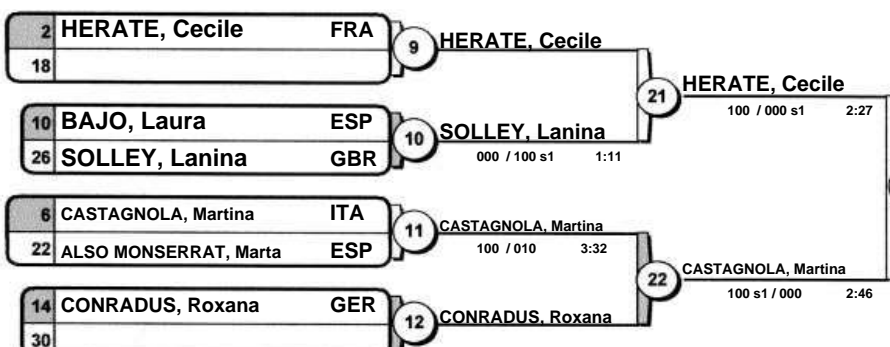 2 HERATE, Cecile FRA
18
9
HERATE, Cecile
10 BAJO, Laura ESP
26 SOLLEY, Lanina GBR
10
SOLLEY, Lanina
000 / 100 s1 1:11
21
HERATE, Cecile
100 / 000 s1 2:27
6 CASTAGNOLA, Martina ITA
22 ALSO MONSERRAT, Marta ESP
11
CASTAGNOLA, Martina
100 / 010 3:32
14 CONRADUS, Roxana GER
30
12
CONRADUS, Roxana
22
CASTAGNOLA, Martina
100 s1 / 000 2:46